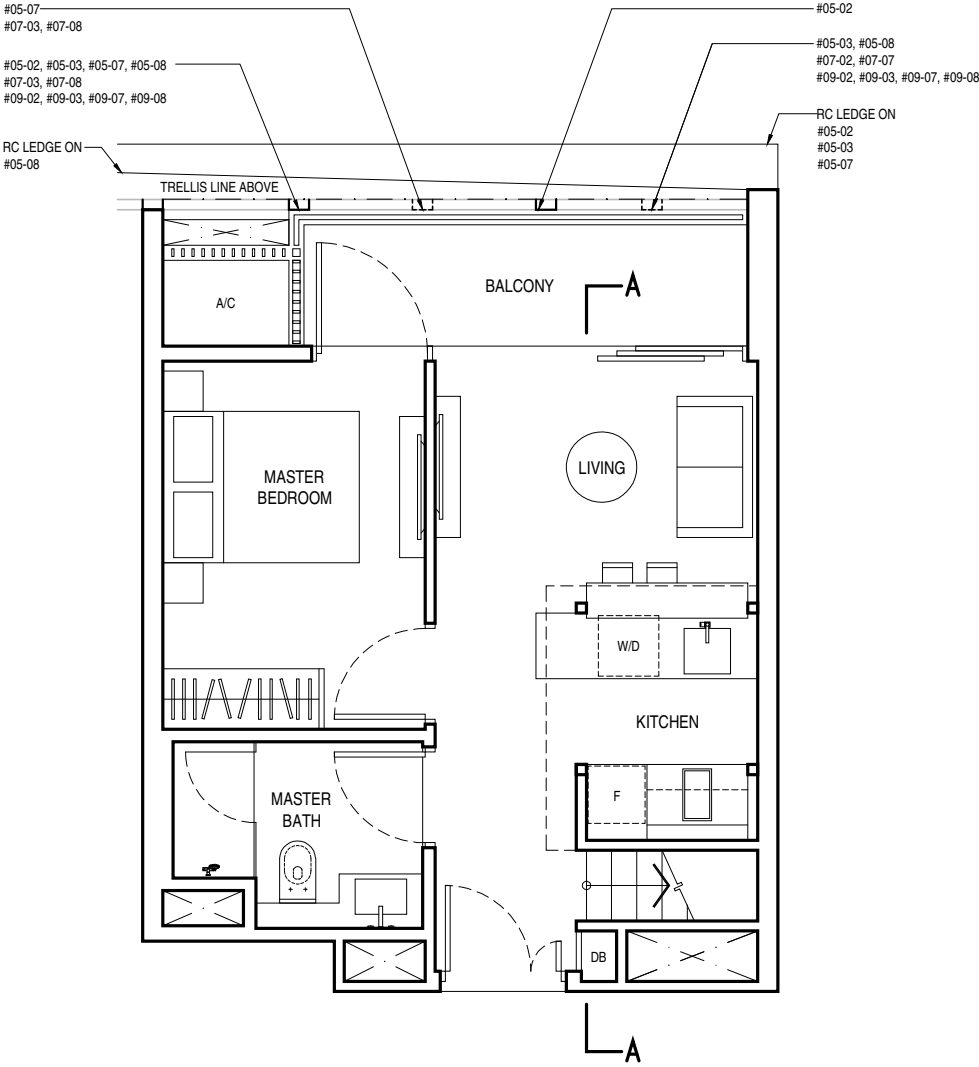 #05-07
#07-03, #07-08
#05-02
#05-03, #05-08
#07-02, #07-07
#09-02, #09-03, #09-07, #09-08
#05-02, #05-03, #05-07, #05-08
#07-03, #07-08
#09-02, #09-03, #09-07, #09-08
RC LEDGE ON
#05-02
#05-03
#05-07
RC LEDGE ON
#05-08
TRELLIS LINE ABOVE
BALCONY
A
A/C
LIVING
MASTER
BEDROOM
W/D
KITCHEN
MASTER
BATH
F
DB
A